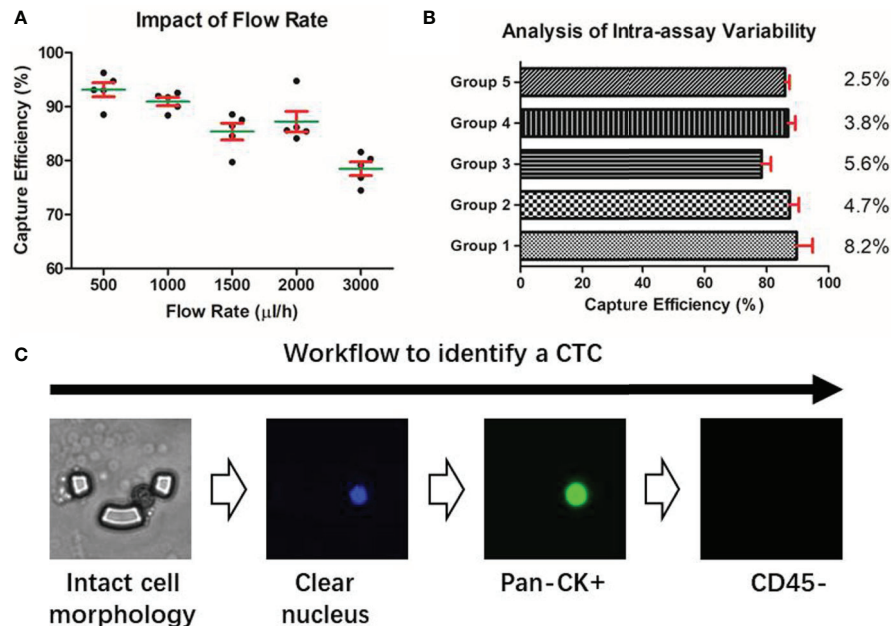 A
Impact of Flow Rate
Capture Efficiency (%)
100
90
80
70
60
500 1000 1500 2000 3000
Flow Rate (μl/h)
B
Analysis of Intra-assay Variability
Group 5 2.5%
Group 4 3.8%
Group 3 5.6%
Group 2 4.7%
Group 1 8.2%
0 20 40 60 80 100
Capture Efficiency (%)
C
Workflow to identify a CTC
Intact cell
morphology
Clear
nucleus
Pan-CK+
CD45-